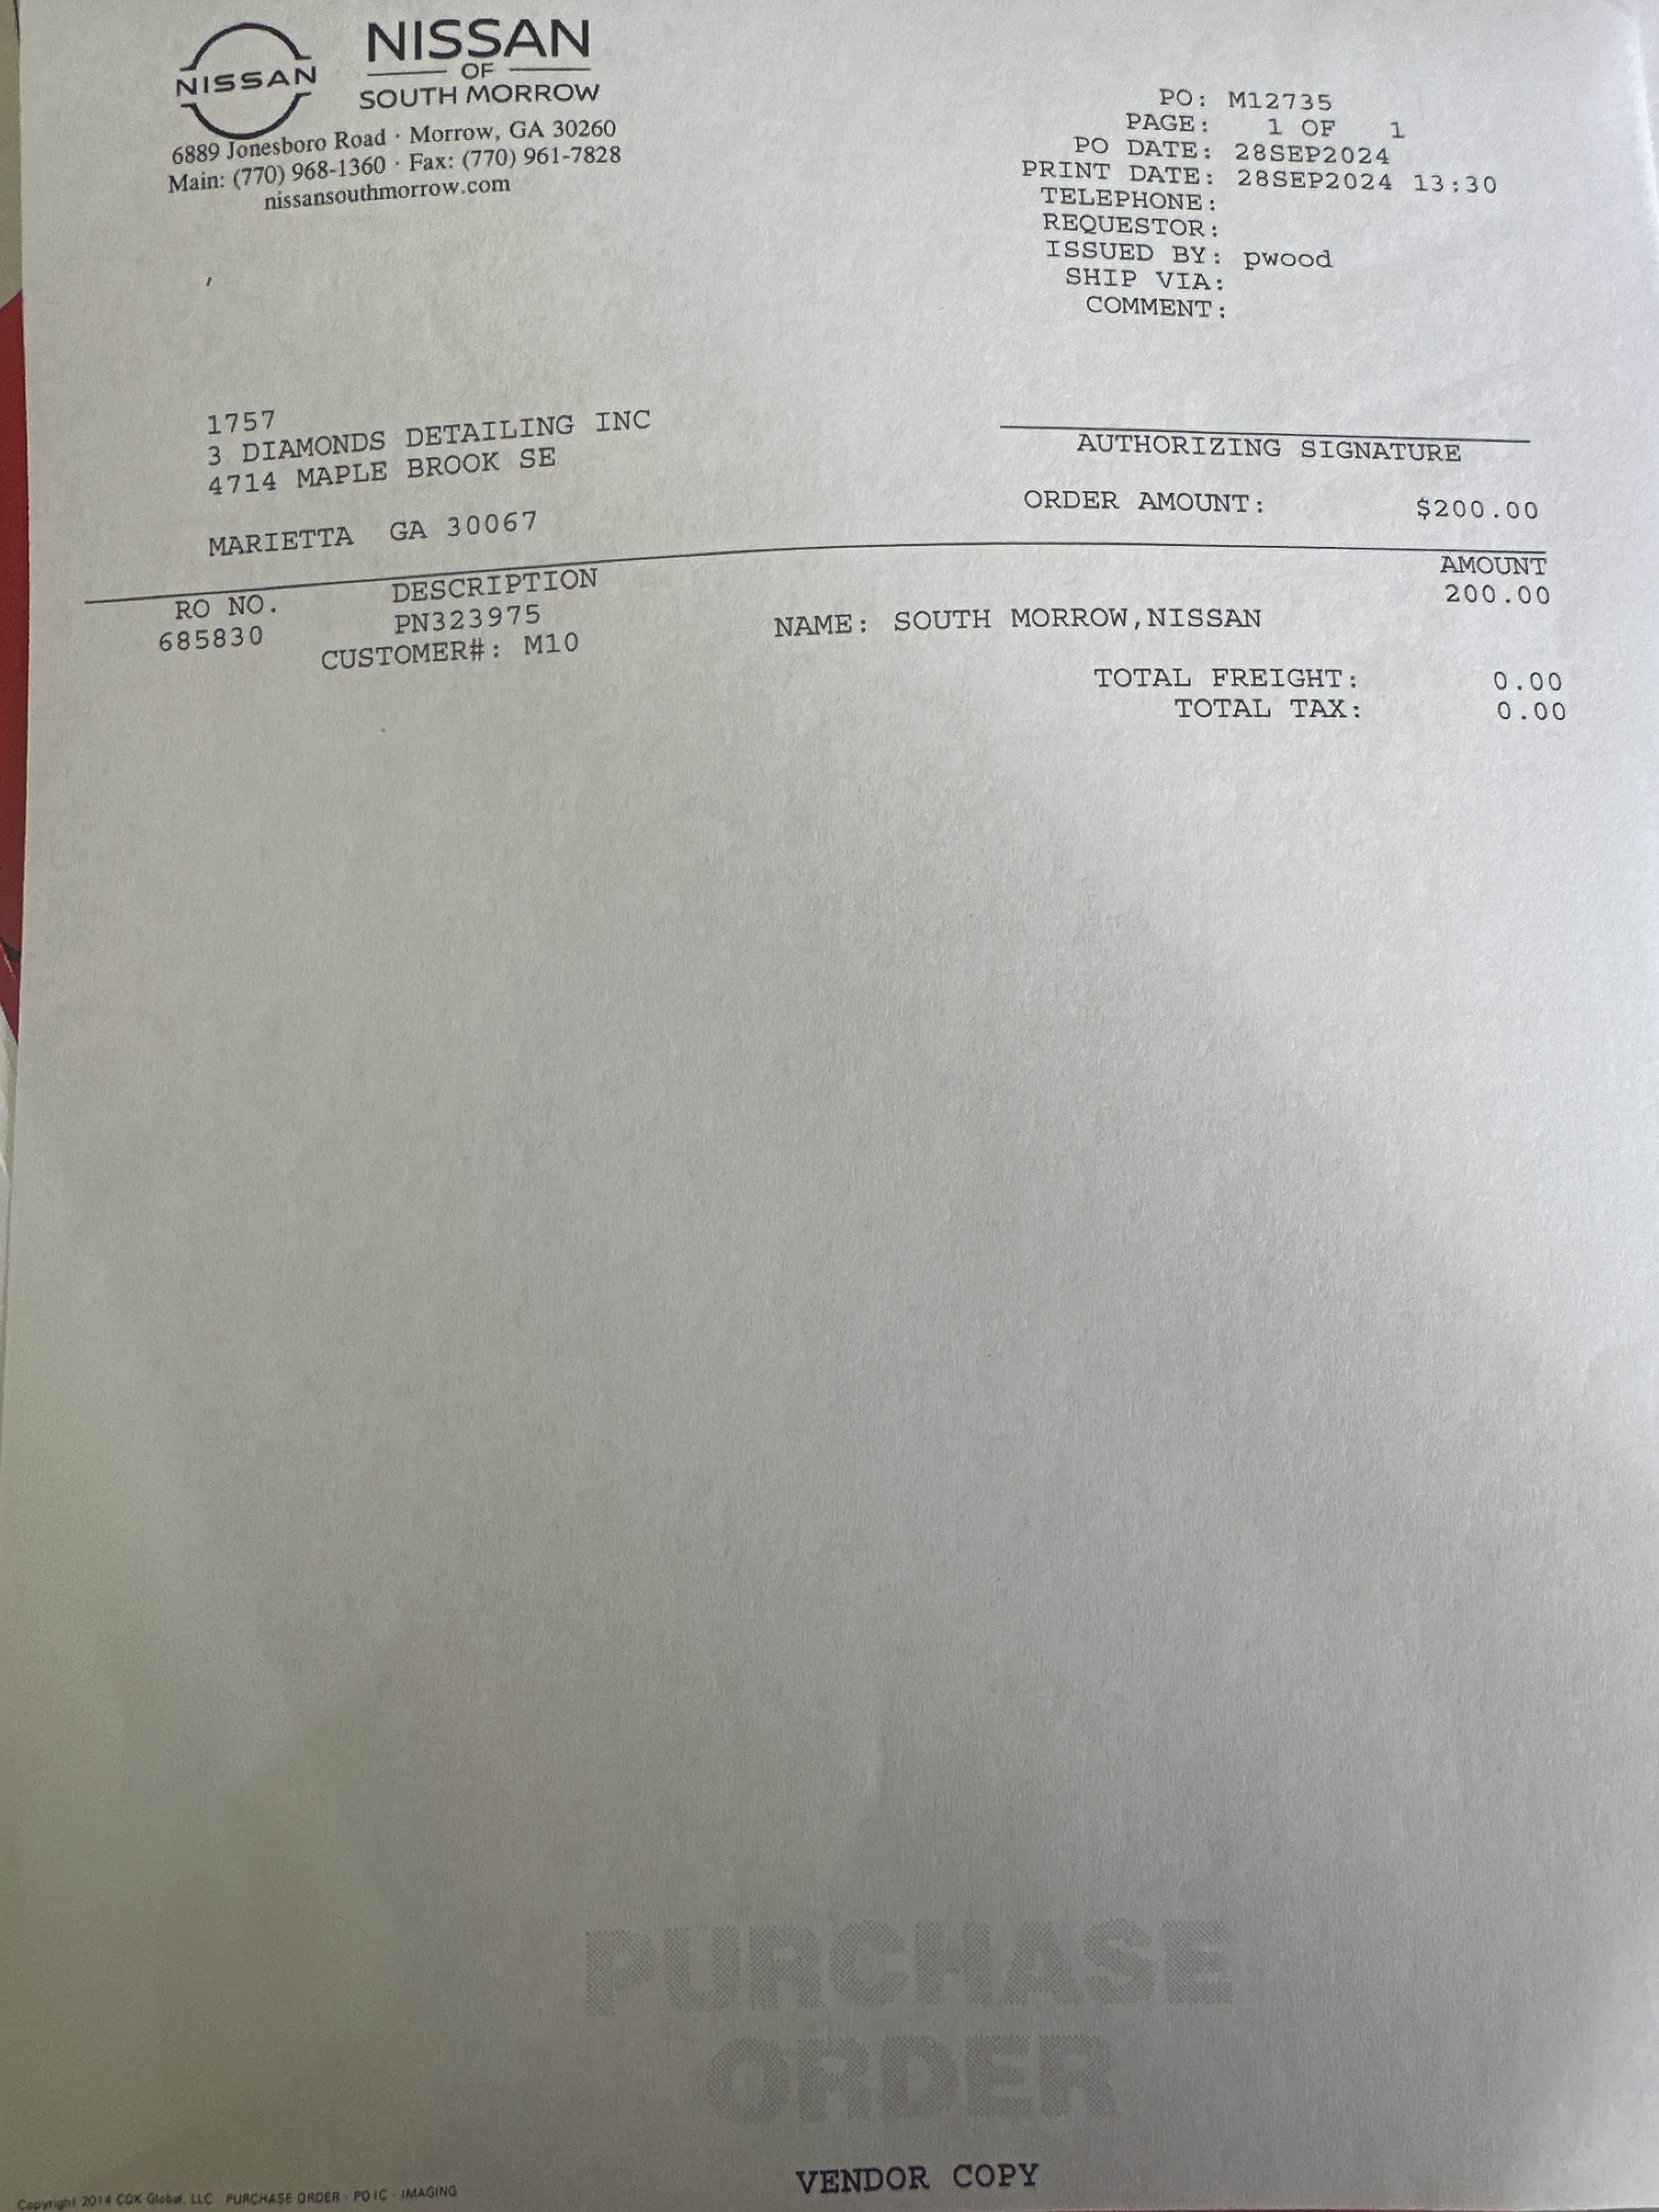 NISSAN
NISSAN
OF
SOUTH MORROW
6889 Jonesboro Road · Morrow, GA 30260
Main: (770) 968-1360 · Fax: (770) 961-7828
nissansouthmorrow.com
PO: M12735
PAGE: 1 OF 1
PO DATE: 28SEP2024
PRINT DATE: 28SEP2024 13:30
TELEPHONE:
REQUESTOR:
ISSUED BY: pwood
SHIP VIA:
COMMENT:
1757
3 DIAMONDS DETAILING INC
4714 MAPLE BROOK SE
MARIETTA GA 30067
AUTHORIZING SIGNATURE
ORDER AMOUNT: $200.00
RO NO. DESCRIPTION AMOUNT
685830 PN323975 200.00
CUSTOMER#: M10 NAME: SOUTH MORROW,NISSAN
TOTAL FREIGHT: 0.00
TOTAL TAX: 0.00
PURCHASE
ORDER
VENDOR COPY
Copyright 2014 CDK Global, LLC PURCHASE ORDER - PO1C - IMAGING